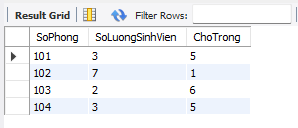 Result Grid Filter Rows:
SoPhong SoLuongSinhVien ChoTrong
101 3 5
102 7 1
103 2 6
104 3 5